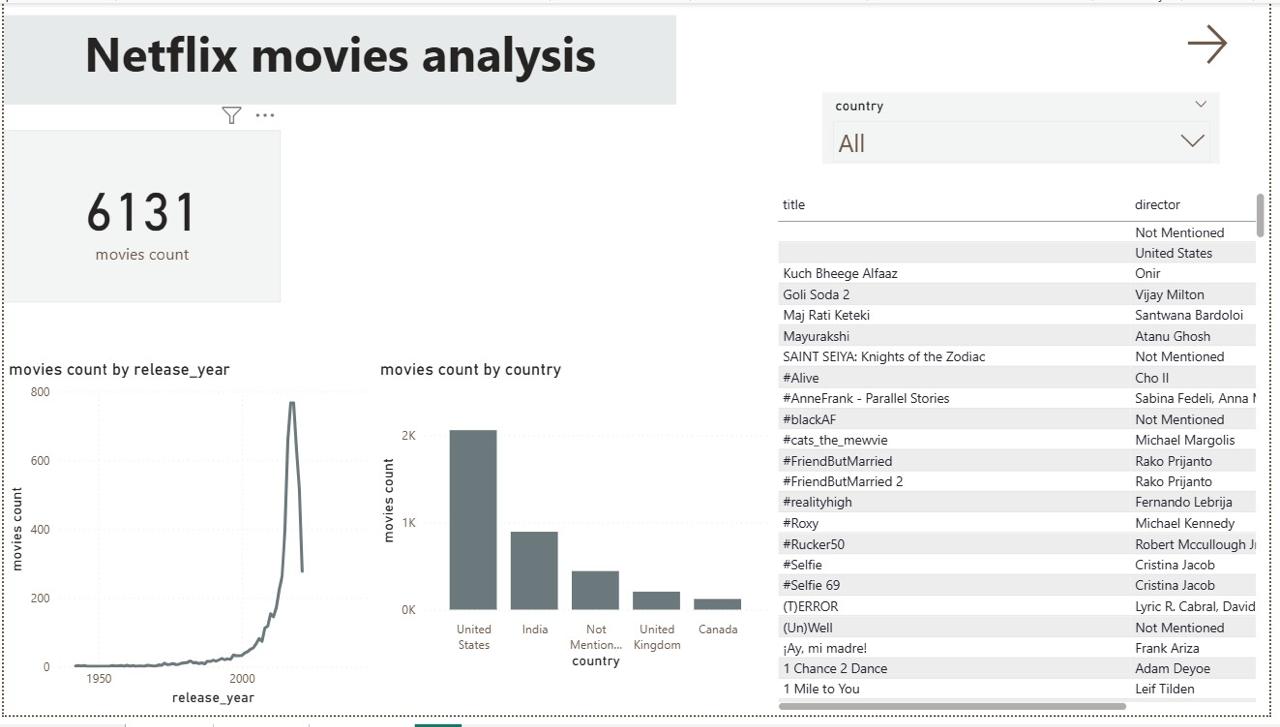 Netflix movies analysis
country
All
6131
movies count
title director
Not Mentioned
United States
Kuch Bheege Alfaaz Onir
Goli Soda 2 Vijay Milton
Maj Rati Keteki Santwana Bardoloi
Mayurakshi Atanu Ghosh
SAINT SEIYA: Knights of the Zodiac Not Mentioned
#Alive Cho Il
#AnneFrank - Parallel Stories Sabina Fedeli, Anna
#blackAF Not Mentioned
#cats_the_mewvie Michael Margolis
#FriendButMarried Rako Prijanto
#FriendButMarried 2 Rako Prijanto
#realityhigh Fernando Lebrija
#Roxy Michael Kennedy
#Rucker50 Robert Mccullough
#Selfie Cristina Jacob
#Selfie 69 Cristina Jacob
(T)ERROR Lyric R. Cabral, David
(Un)Well Not Mentioned
¡Ay, mi madre! Frank Ariza
1 Chance 2 Dance Adam Deyoe
1 Mile to You Leif Tilden
movies count by release_year
800
600
400
200
0
movies count
1950 2000
release_year
movies count by country
2K
1K
0K
movies count
United States
India
Not Mention...
United Kingdom
Canada
country